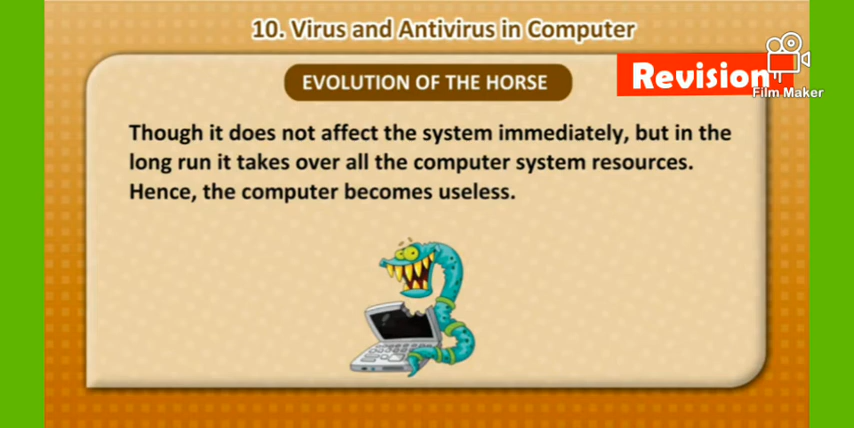 10. Virus and Antivirus in Computer
EVOLUTION OF THE HORSE
Revision
Film Maker
Though it does not affect the system immediately, but in the
long run it takes over all the computer system resources.
Hence, the computer becomes useless.